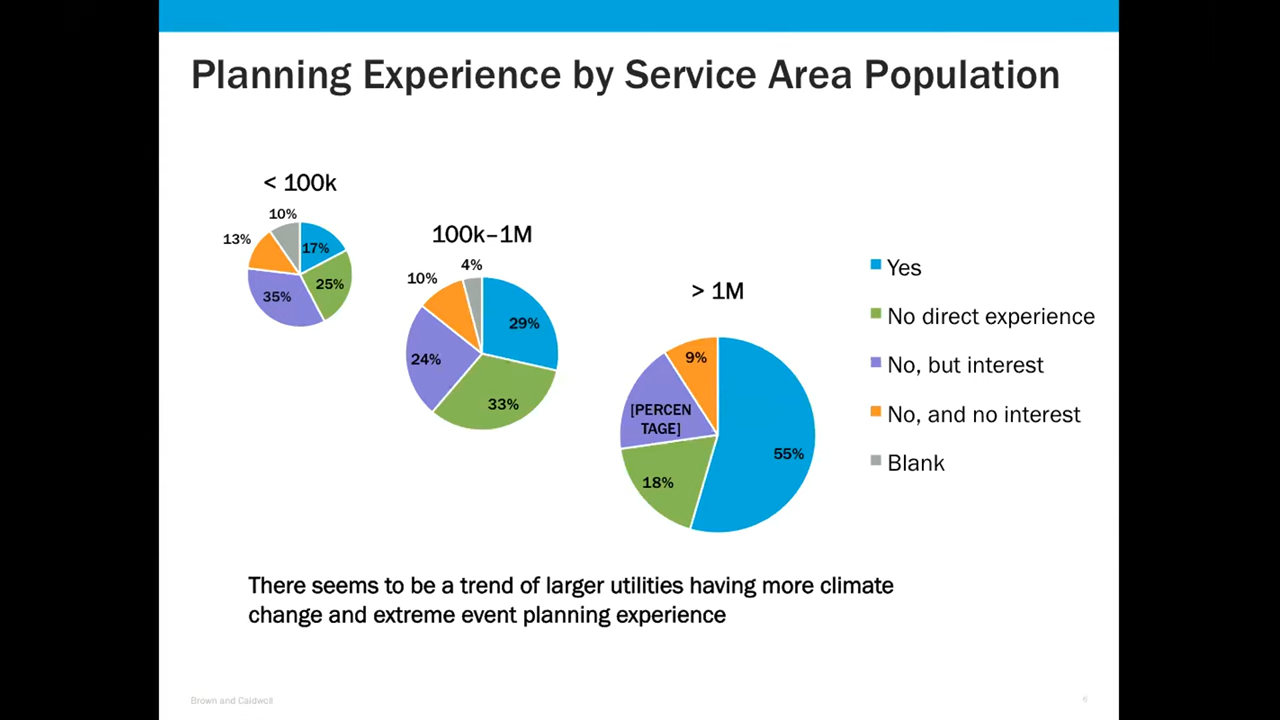 Planning Experience by Service Area Population
< 100k
10%
13%
17%
25%
35%
100k–1M
4%
10%
29%
24%
33%
> 1M
9%
[PERCEN
TAGE]
55%
18%
Yes
No direct experience
No, but interest
No, and no interest
Blank
There seems to be a trend of larger utilities having more climate
change and extreme event planning experience
Brown and Caldwell